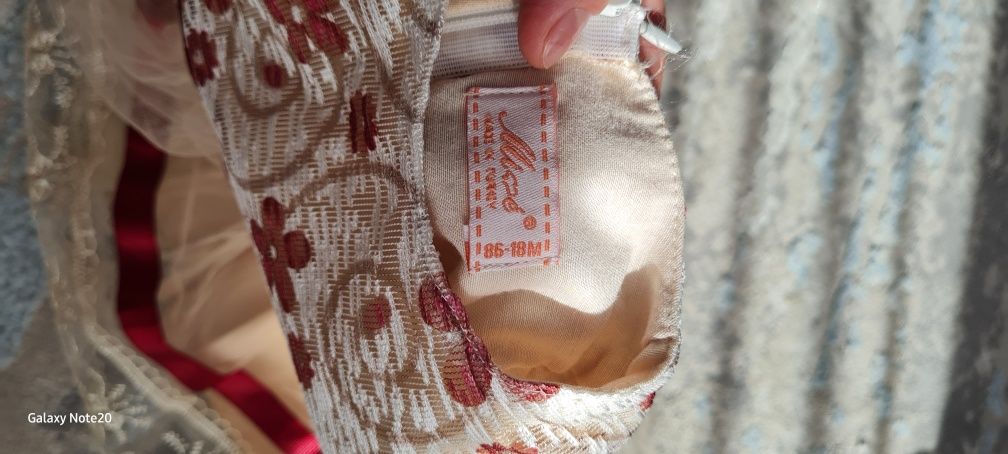 MADE IN TURKEY
86-18M
Galaxy Note20